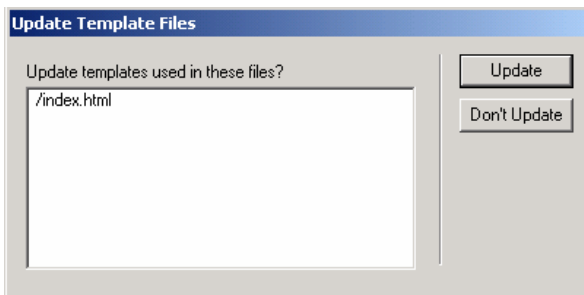 Update Template Files
Update templates used in these files?
/index.html
Update
Don't Update